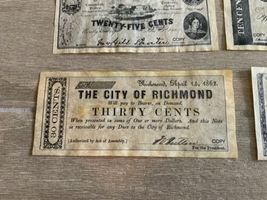 TWENTY-FIVE CENTS
COPY
30 CENTS.
Richmond, April 14, 1862.
THE CITY OF RICHMOND
Will pay to Bearer, on Demand,
THIRTY CENTS
When presented in sums of One or more Dollars. And this Note
is receivable for any Dues to the City of Richmond.
(Authorized by Act of Assembly.)
COPY
For the President.
COPY